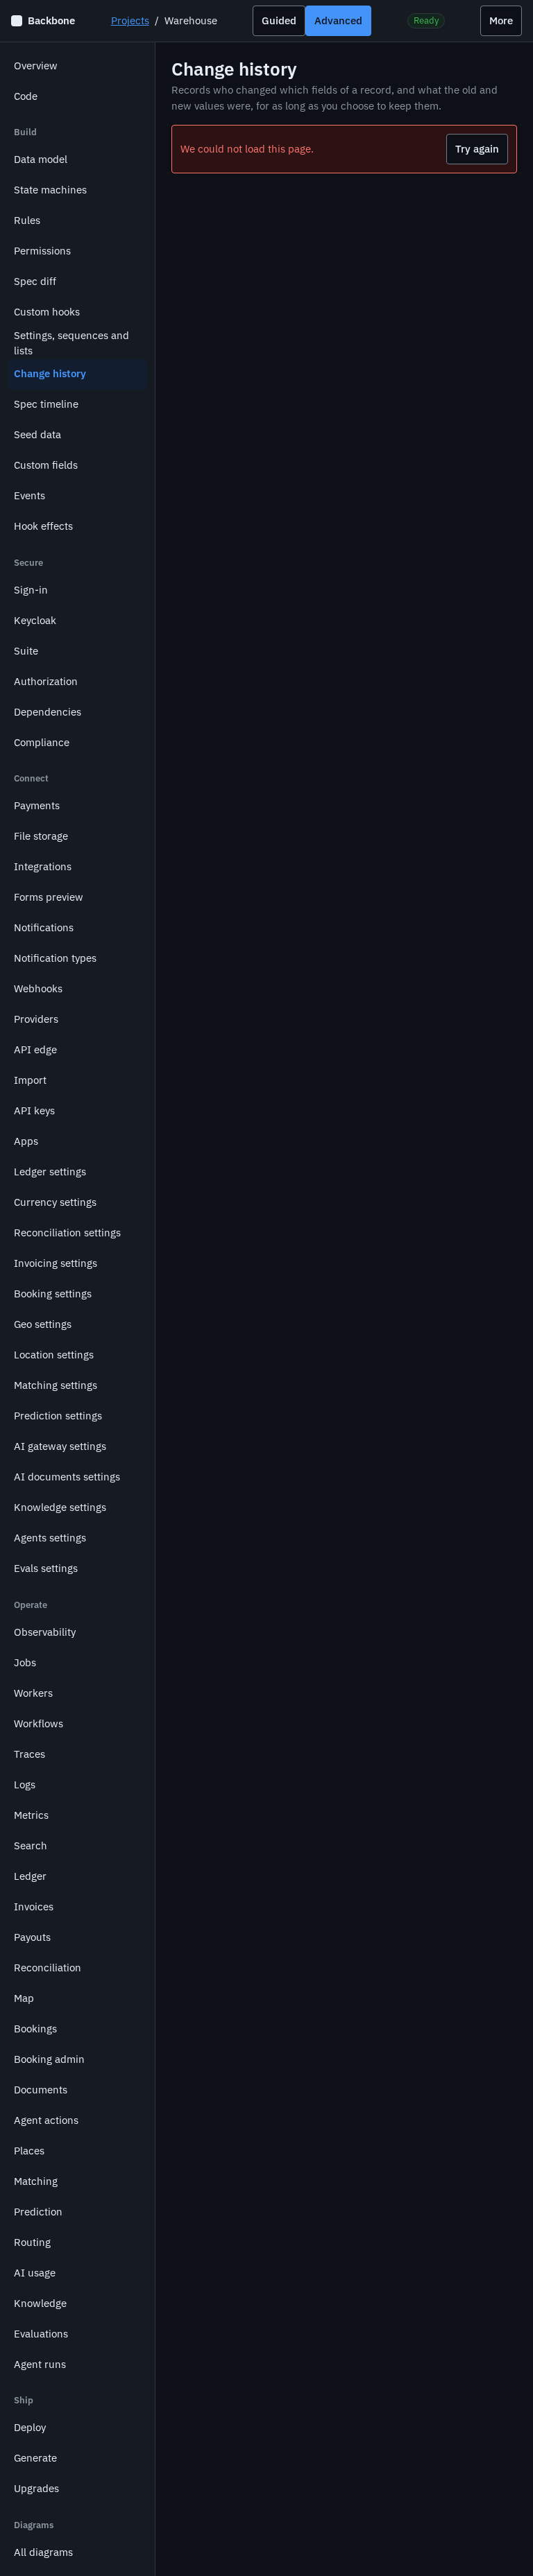 Backbone
Projects / Warehouse
Guided
Advanced
Ready
More
Overview
Code
Build
Data model
State machines
Rules
Permissions
Spec diff
Custom hooks
Settings, sequences and
lists
Change history
Spec timeline
Seed data
Custom fields
Events
Hook effects
Secure
Sign-in
Keycloak
Suite
Authorization
Dependencies
Compliance
Connect
Payments
File storage
Integrations
Forms preview
Notifications
Notification types
Webhooks
Providers
API edge
Import
API keys
Apps
Ledger settings
Currency settings
Reconciliation settings
Invoicing settings
Booking settings
Geo settings
Location settings
Matching settings
Prediction settings
AI gateway settings
AI documents settings
Knowledge settings
Agents settings
Evals settings
Operate
Observability
Jobs
Workers
Workflows
Traces
Logs
Metrics
Search
Ledger
Invoices
Payouts
Reconciliation
Map
Bookings
Booking admin
Documents
Agent actions
Places
Matching
Prediction
Routing
AI usage
Knowledge
Evaluations
Agent runs
Ship
Deploy
Generate
Upgrades
Diagrams
All diagrams
Change history
Records who changed which fields of a record, and what the old and
new values were, for as long as you choose to keep them.
We could not load this page.
Try again